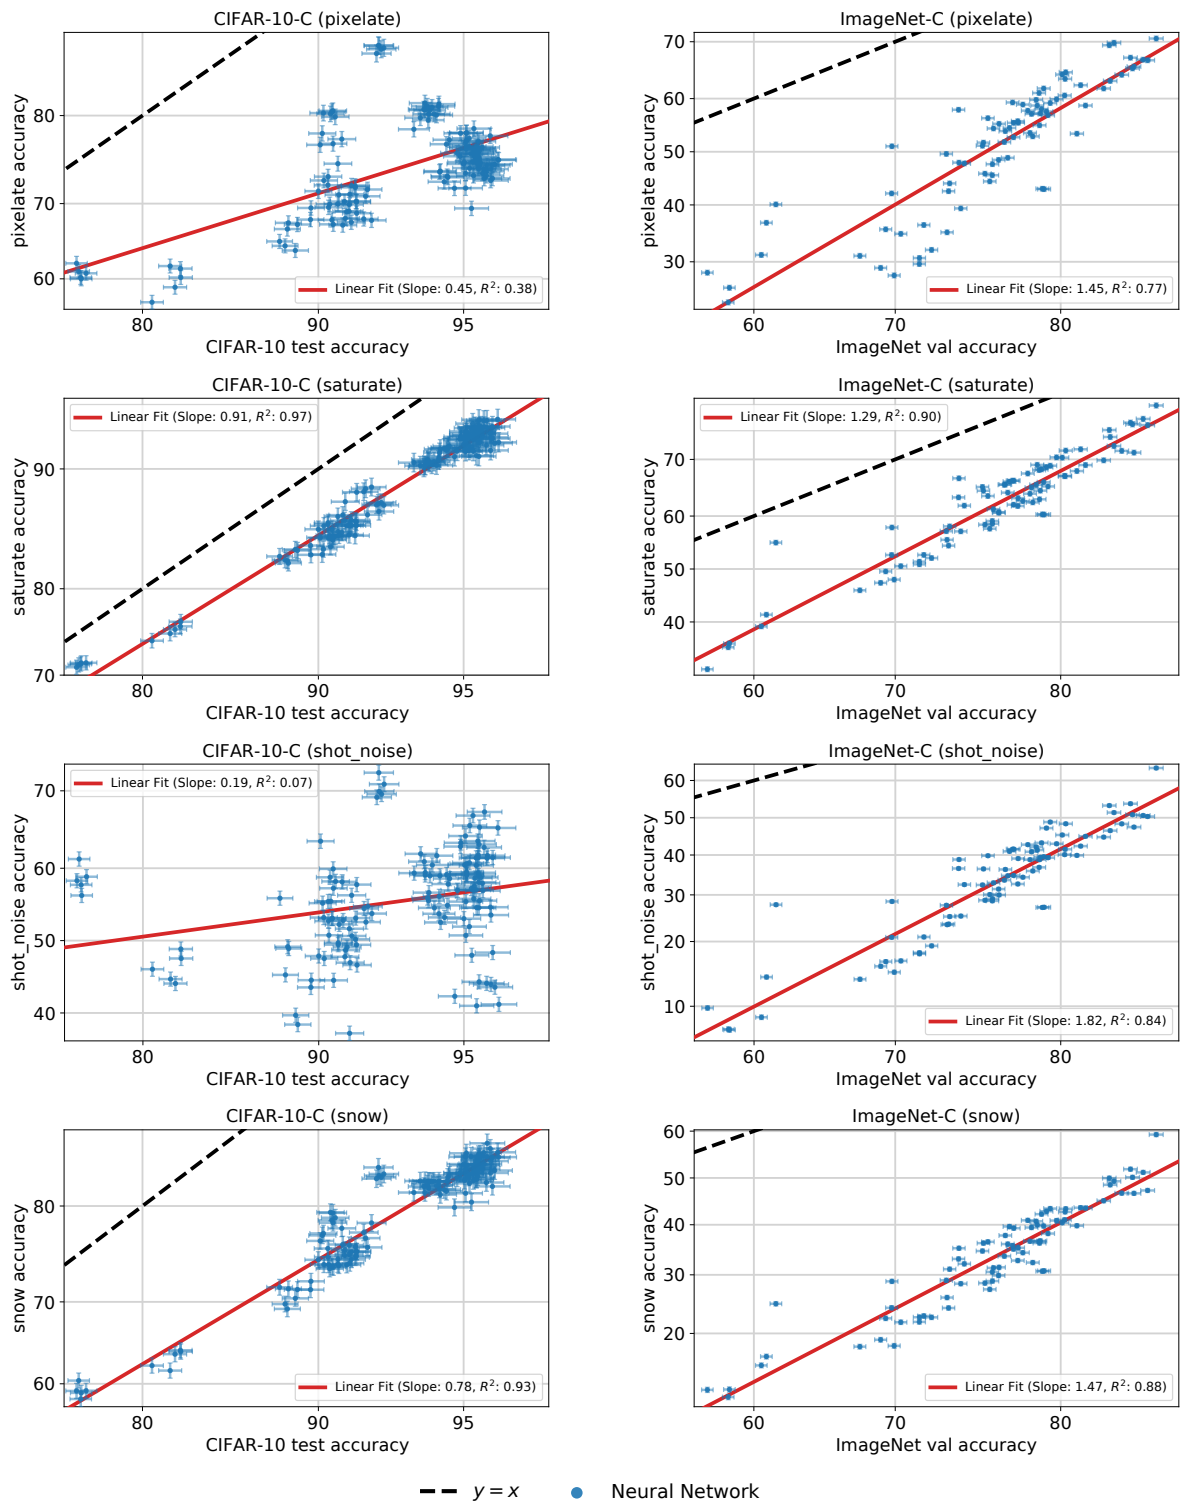 CIFAR-10-C (pixelate)
pixelate accuracy
80
70
60
80 90 95
CIFAR-10 test accuracy
Linear Fit (Slope: 0.45, R²: 0.38)
ImageNet-C (pixelate)
pixelate accuracy
70
60
50
40
30
60 70 80
ImageNet val accuracy
Linear Fit (Slope: 1.45, R²: 0.77)
CIFAR-10-C (saturate)
Linear Fit (Slope: 0.91, R²: 0.97)
saturate accuracy
90
80
70
80 90 95
CIFAR-10 test accuracy
ImageNet-C (saturate)
Linear Fit (Slope: 1.29, R²: 0.90)
saturate accuracy
70
60
50
40
60 70 80
ImageNet val accuracy
CIFAR-10-C (shot_noise)
Linear Fit (Slope: 0.19, R²: 0.07)
shot_noise accuracy
70
60
50
40
80 90 95
CIFAR-10 test accuracy
ImageNet-C (shot_noise)
shot_noise accuracy
60
50
40
30
20
10
Linear Fit (Slope: 1.82, R²: 0.84)
60 70 80
ImageNet val accuracy
CIFAR-10-C (snow)
snow accuracy
80
70
60
Linear Fit (Slope: 0.78, R²: 0.93)
80 90 95
CIFAR-10 test accuracy
ImageNet-C (snow)
snow accuracy
60
50
40
30
20
Linear Fit (Slope: 1.47, R²: 0.88)
60 70 80
ImageNet val accuracy
y = x Neural Network